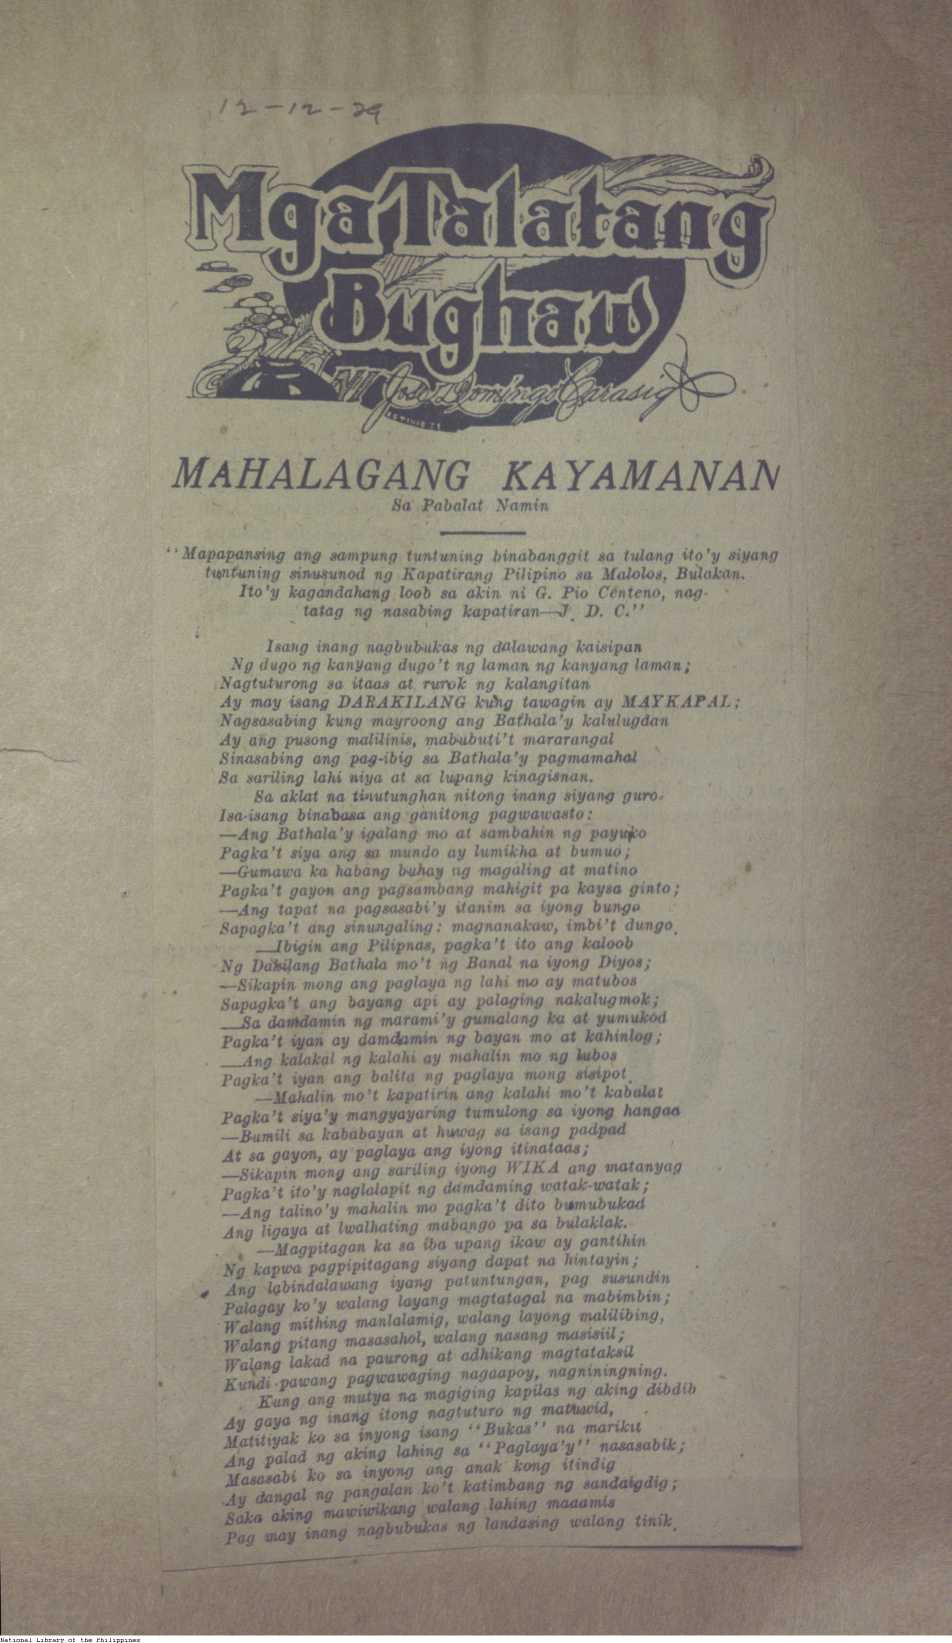 12-12-29
Mga Talatang
Bughaw
NI Jose Domingo Carasig
MAHALAGANG KAYAMANAN
Sa Pabalat Namin
"Mapapansing ang sampung tuntuning binabanggit sa tulang ito'y siyang
tuntuning sinusunod ng Kapatirang Pilipino sa Malolos, Bulakan.
Ito'y kagandahang loob sa akin ni G. Pio Centeno, nag-
tatag ng nasabing kapatiran—J. D. C."
Isang inang nagbubukas ng dalawang kaisipan
Ng dugo ng kanyang dugo't ng laman ng kanyang laman;
Nagtuturong sa itaas at rurok ng kalangitan
Ay may isang DARAKILANG kung tawagin ay MAYKAPAL;
Nagsasabing kung mayroong ang Bathala'y kalulugdan
Ay ang pusong malilinis, mabubuti't mararangal
Sinasabing ang pag-ibig sa Bathala'y pagmamahal
Sa sariling lahi niya at sa lupang kinagisnan.
Sa aklat na tinutunghan nitong inang siyang guro.
Isa-isang binabasa ang ganitong pagwawasto:
—Ang Bathala'y igalang mo at sambahin ng payuko
Pagka't siya ang sa mundo ay lumikha at bumuo;
—Gumawa ka habang buhay ng magaling at matino
Pagka't gayon ang pagsambang mahigit pa kaysa ginto;
—Ang tapat na pagsasabi'y itanim sa iyong bungo
Sapagka't ang sinungaling: magnanakaw, imbi't dungo.
—Ibigin ang Pilipnas, pagka't ito ang kaloob
Ng Dakilang Bathala mo't ng Banal na iyong Diyos;
—Sikapin mong ang paglaya ng lahi mo ay matubos
Sapagka't ang bayang api ay palaging nakalugmok;
—Sa damdamin ng marami'y gumalang ka at yumukod
Pagka't iyan ay damdamin ng bayan mo at kahinlog;
—Ang kalakal ng kalahi ay mahalin mo ng lubos
Pagka't iyan ang balita ng paglaya mong sisipot.
—Mahalin mo't kapatirin ang kalahi mo't kabalat
Pagka't siya'y mangyayaring tumulong sa iyong hangad
—Bumili sa kababayan at huwag sa isang padpad
At sa gayon, ay paglaya ang iyong itinataas;
—Sikapin mong ang sariling iyong WIKA ang matanyag
Pagka't ito'y naglalapit ng damdaming watak-watak;
—Ang talino'y mahalin mo pagka't dito bumubukad
Ang ligaya at lwalhating mabango pa sa bulaklak.
—Magpitagan ka sa iba upang ikaw ay gantihin
Ng kapwa pagpipitagang siyang dapat na hintayin;
Ang labindalawang iyang patuntungan, pag susundin
Palagay ko'y walang layang magtatagal na mabimbin;
Walang mithing manlalamig, walang layong malilibing,
Walang pitang masasahol, walang nasang masisiil;
Walang lakad na paurong at adhikang magtataksil
Kundi pawang pagwawaging nagaapoy, nagniningning.
Kung ang mutya na magiging kapilas ng aking dibdib
Ay gaya ng inang itong nagtuturo ng matuwid,
Matitiyak ko sa inyong isang "Bukas" na marikit
Ang palad ng aking lahing sa "Paglaya'y" nasasabik;
Masasabi ko sa inyong ang anak kong itindig
Ay dangal ng pangalan ko't katimbang ng sandaigdig;
Saka aking mawiwikang walang lahing maaamis
Pag may inang nagbubukas ng landasing walang tinik.
National Library of the Philippines